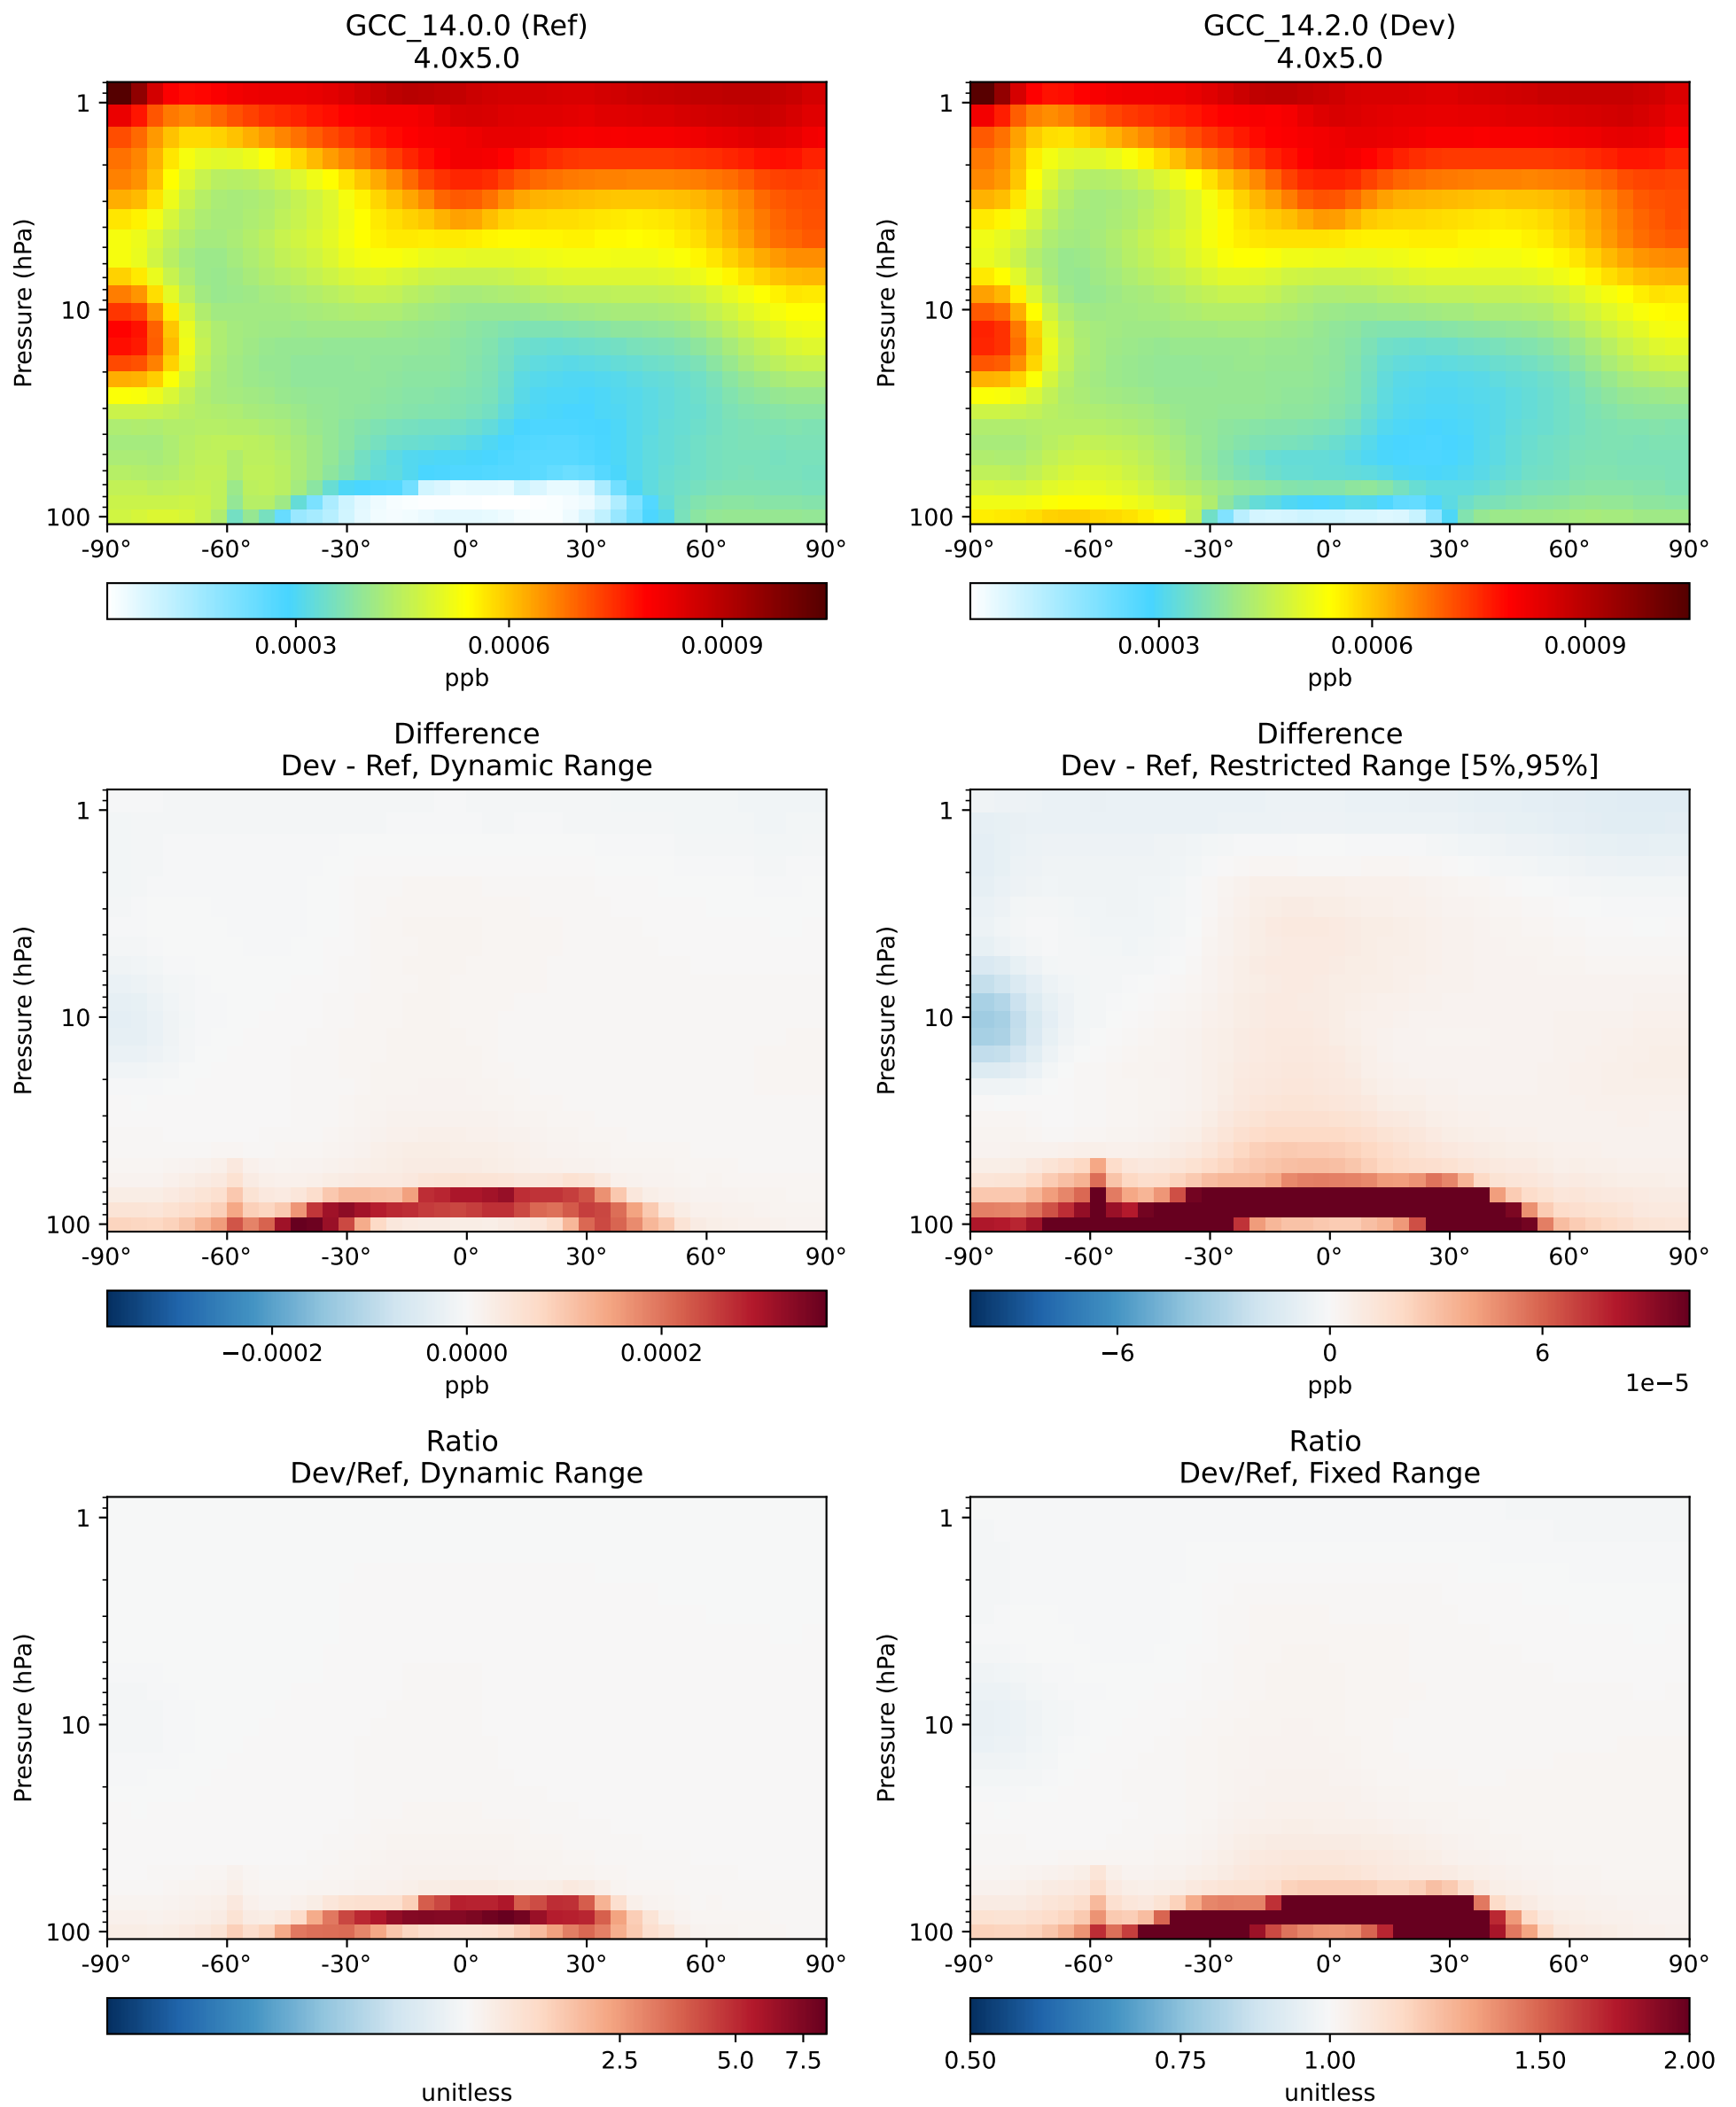 GCC_14.0.0 (Ref)
4.0x5.0
Pressure (hPa)
1
10
100
-90° -60° -30° 0° 30° 60° 90°
0.0003 0.0006 0.0009
ppb
GCC_14.2.0 (Dev)
4.0x5.0
Pressure (hPa)
1
10
100
-90° -60° -30° 0° 30° 60° 90°
0.0003 0.0006 0.0009
ppb
Difference
Dev - Ref, Dynamic Range
Pressure (hPa)
1
10
100
-90° -60° -30° 0° 30° 60° 90°
−0.0002 0.0000 0.0002
ppb
Difference
Dev - Ref, Restricted Range [5%,95%]
Pressure (hPa)
1
10
100
-90° -60° -30° 0° 30° 60° 90°
−6 0 6
1e−5
ppb
Ratio
Dev/Ref, Dynamic Range
Pressure (hPa)
1
10
100
-90° -60° -30° 0° 30° 60° 90°
2.5 5.0 7.5
unitless
Ratio
Dev/Ref, Fixed Range
Pressure (hPa)
1
10
100
-90° -60° -30° 0° 30° 60° 90°
0.50 0.75 1.00 1.50 2.00
unitless